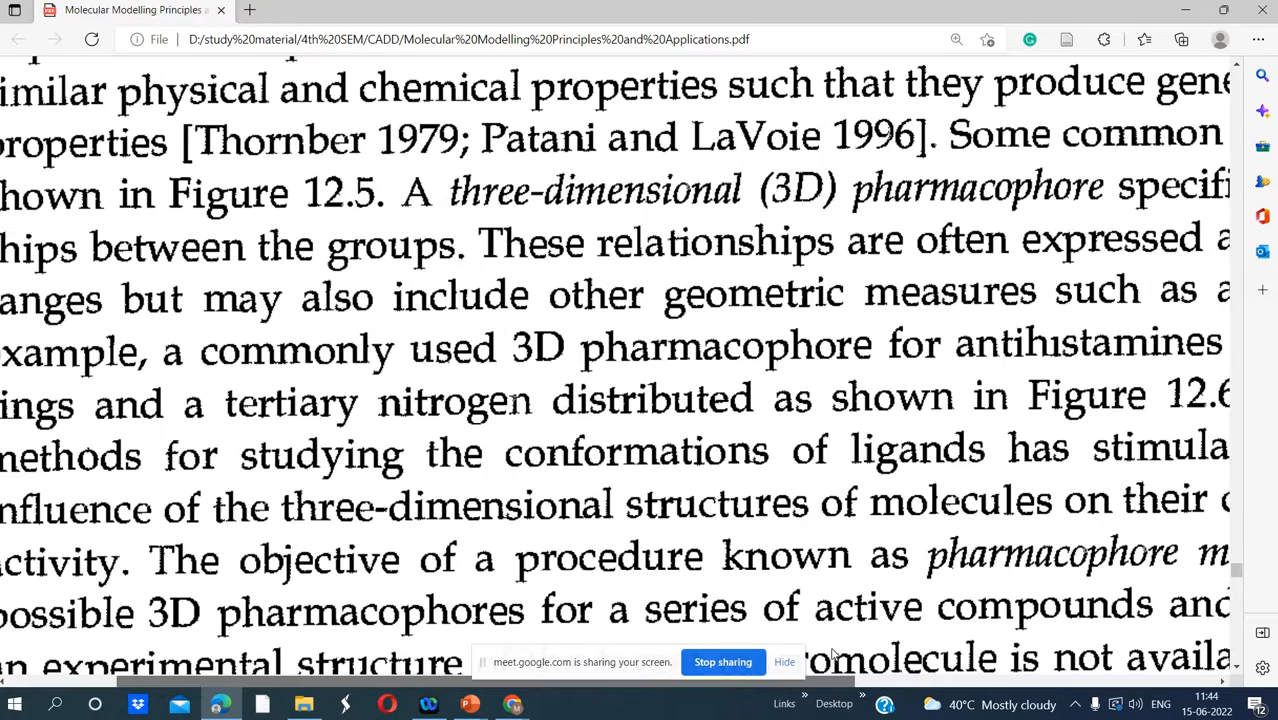 Molecular Modelling Principles a
File D:/study%20material/4th%20SEM/CADD/Molecular%20Modelling%20Principles%20and%20Applications.pdf
imilar physical and chemical properties such that they produce gene
properties [Thornber 1979; Patani and LaVoie 1996]. Some common
hown in Figure 12.5. A three-dimensional (3D) pharmacophore specifi
hips between the groups. These relationships are often expressed a
anges but may also include other geometric measures such as a
xample, a commonly used 3D pharmacophore for antihistamines
ings and a tertiary nitrogen distributed as shown in Figure 12.6
methods for studying the conformations of ligands has stimula
nfluence of the three-dimensional structures of molecules on their c
activity. The objective of a procedure known as pharmacophore m
possible 3D pharmacophores for a series of active compounds and
an experimental structure romolecule is not availa
meet.google.com is sharing your screen. Stop sharing Hide
Links Desktop 40°C Mostly cloudy 11:44
15-06-2022 12